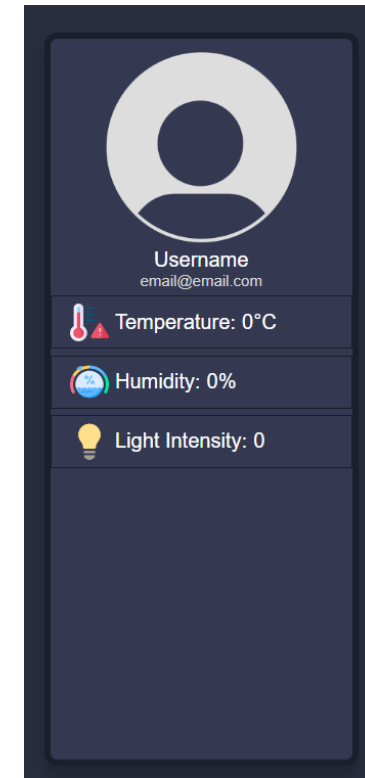 Username
email@email.com
Temperature: 0°C
%
Humidity: 0%
Light Intensity: 0